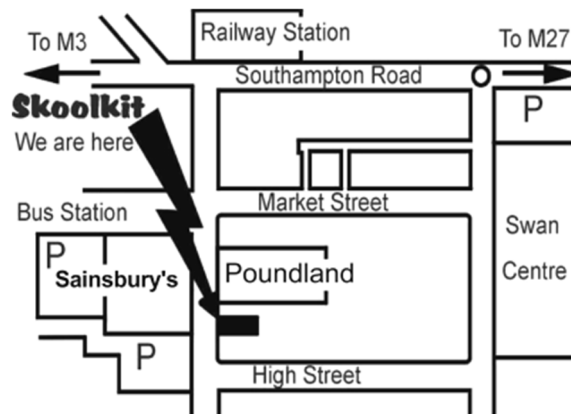 Railway Station
To M3
To M27
Southampton Road
Skoolkit
We are here
P
Market Street
Bus Station
Swan
Centre
P
Sainsbury's
Poundland
P
High Street